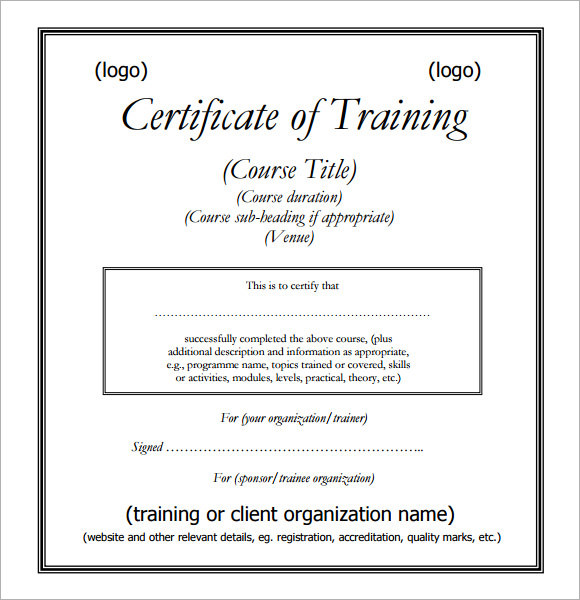 (logo) (logo)
Certificate of Training
(Course Title)
(Course duration)
(Course sub-heading if appropriate)
(Venue)
This is to certify that
……………………………………………………………
successfully completed the above course, (plus
additional description and information as appropriate,
e.g., programme name, topics trained or covered, skills
or activities, modules, levels, practical, theory, etc.)
For (your organization/trainer)
Signed ………………………………………………..
For (sponsor/trainee organization)
(training or client organization name)
(website and other relevant details, eg. registration, accreditation, quality marks, etc.)